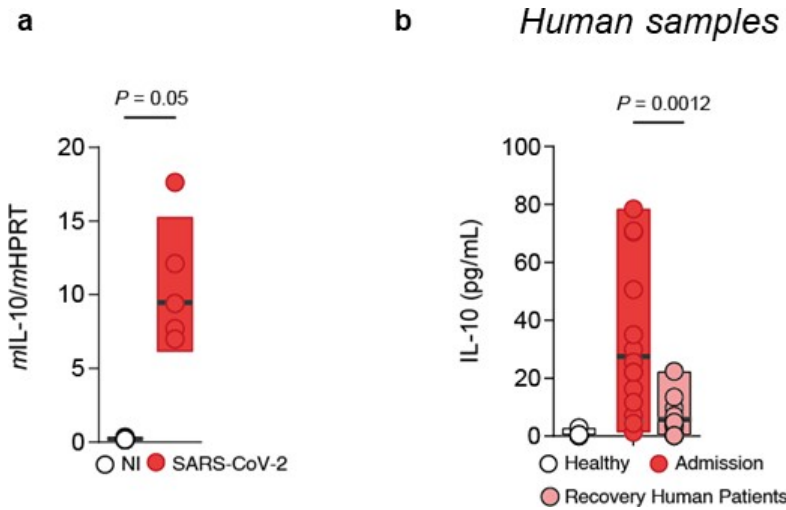 a
P = 0.05
mIL-10/mHPRT
20
15
10
5
0
NI SARS-CoV-2
b
Human samples
P = 0.0012
IL-10 (pg/mL)
100
80
60
40
20
0
Healthy Admission
Recovery Human Patients